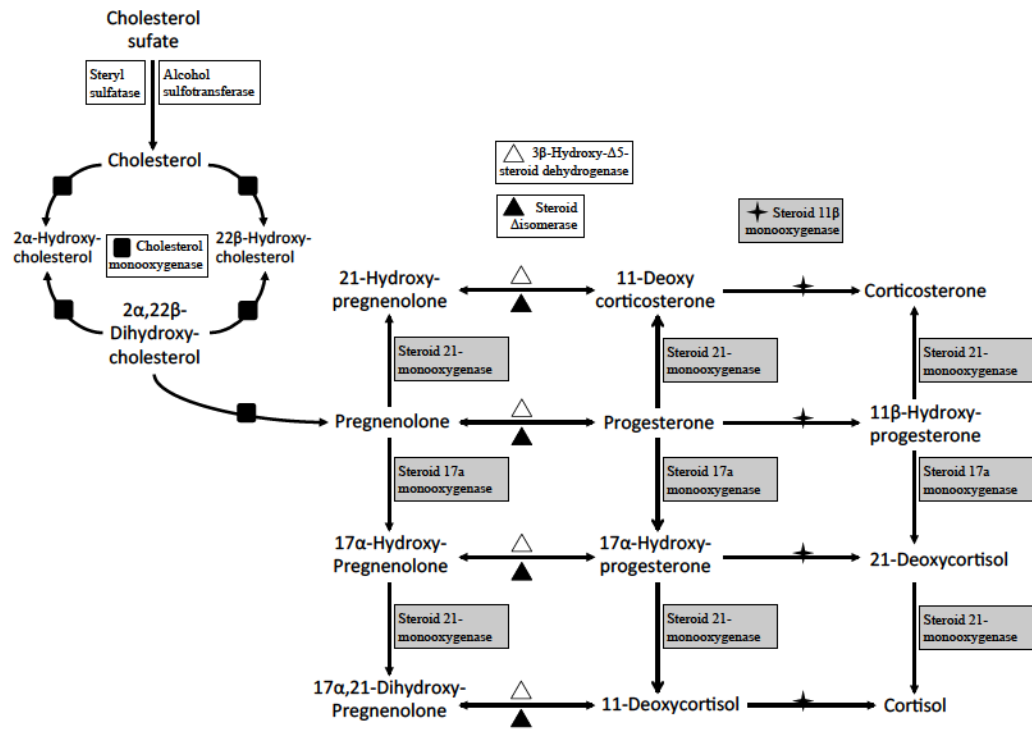 Cholesterol
sufate
Steryl
sulfatase
Alcohol
sulfotransferase
Cholesterol
2α-Hydroxy-
cholesterol
Cholesterol
monooxygenase
22β-Hydroxy-
cholesterol
2α,22β-
Dihydroxy-
cholesterol
3β-Hydroxy-Δ5-
steroid dehydrogenase
Steroid
Δisomerase
Steroid 11β
monooxygenase
21-Hydroxy-
pregnenolone
11-Deoxy
corticosterone
Corticosterone
Steroid 21-
monooxygenase
Steroid 21-
monooxygenase
Steroid 21-
monooxygenase
Pregnenolone
Progesterone
11β-Hydroxy-
progesterone
Steroid 17a
monooxygenase
Steroid 17a
monooxygenase
Steroid 17a
monooxygenase
17α-Hydroxy-
Pregnenolone
17α-Hydroxy-
progesterone
21-Deoxycortisol
Steroid 21-
monooxygenase
Steroid 21-
monooxygenase
Steroid 21-
monooxygenase
17α,21-Dihydroxy-
Pregnenolone
11-Deoxycortisol
Cortisol